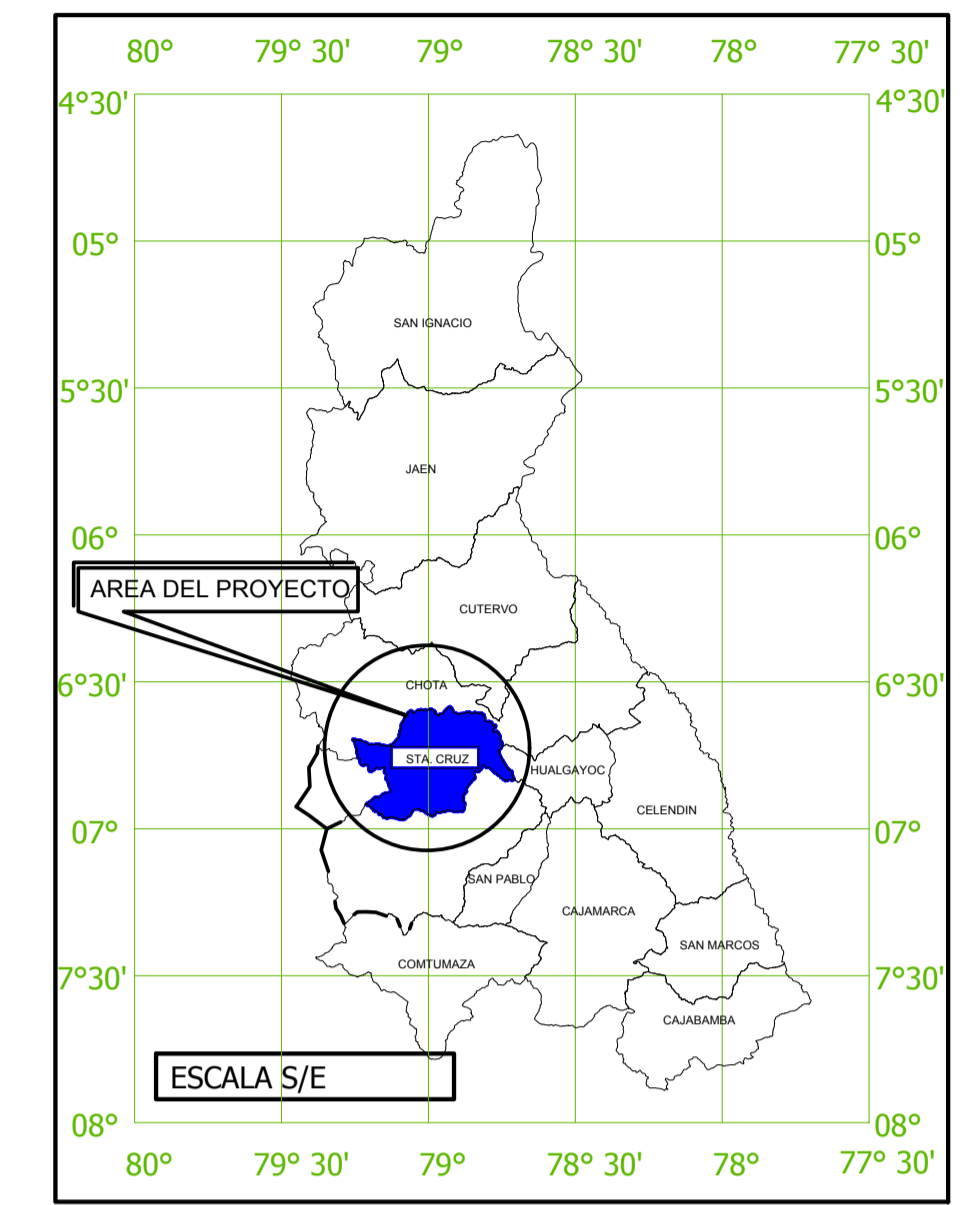 80° 79° 30' 79° 78° 30' 78° 77° 30'
4°30' 4°30'
05° 05°
SAN IGNACIO
5°30' 5°30'
JAEN
06° 06°
AREA DEL PROYECTO
CUTERVO
6°30' 6°30'
CHOTA
STA. CRUZ
HUALGAYOC
CELENDIN
07° 07°
SAN PABLO
CAJAMARCA
SAN MARCOS
COMTUMAZA
7°30' 7°30'
CAJABAMBA
ESCALA S/E
08° 08°
80° 79° 30' 79° 78° 30' 78° 77° 30'